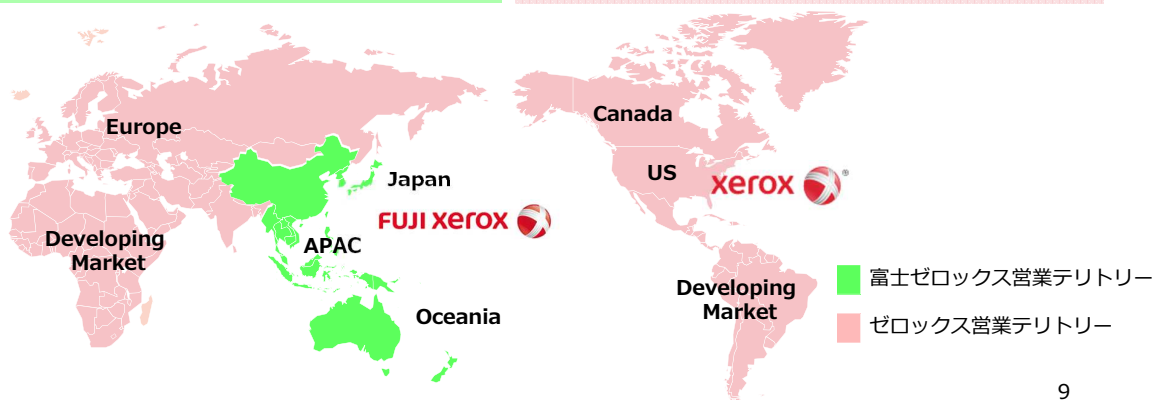 Europe
Canada
US
xerox
®
Japan
FUJI xerox
Developing
Market
APAC
Oceania
Developing
Market
富士ゼロックス営業テリトリー
ゼロックス営業テリトリー
9